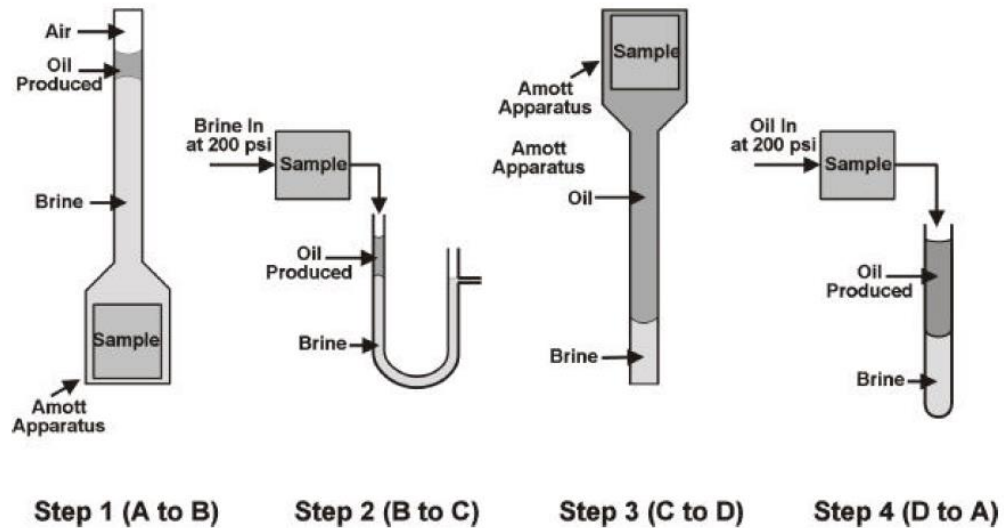 Air
Oil
Produced
Brine
Sample
Amott
Apparatus
Brine In
at 200 psi
Sample
Oil
Produced
Brine
Sample
Amott
Apparatus
Amott
Apparatus
Oil
Brine
Oil In
at 200 psi
Sample
Oil
Produced
Brine
Step 1 (A to B)
Step 2 (B to C)
Step 3 (C to D)
Step 4 (D to A)